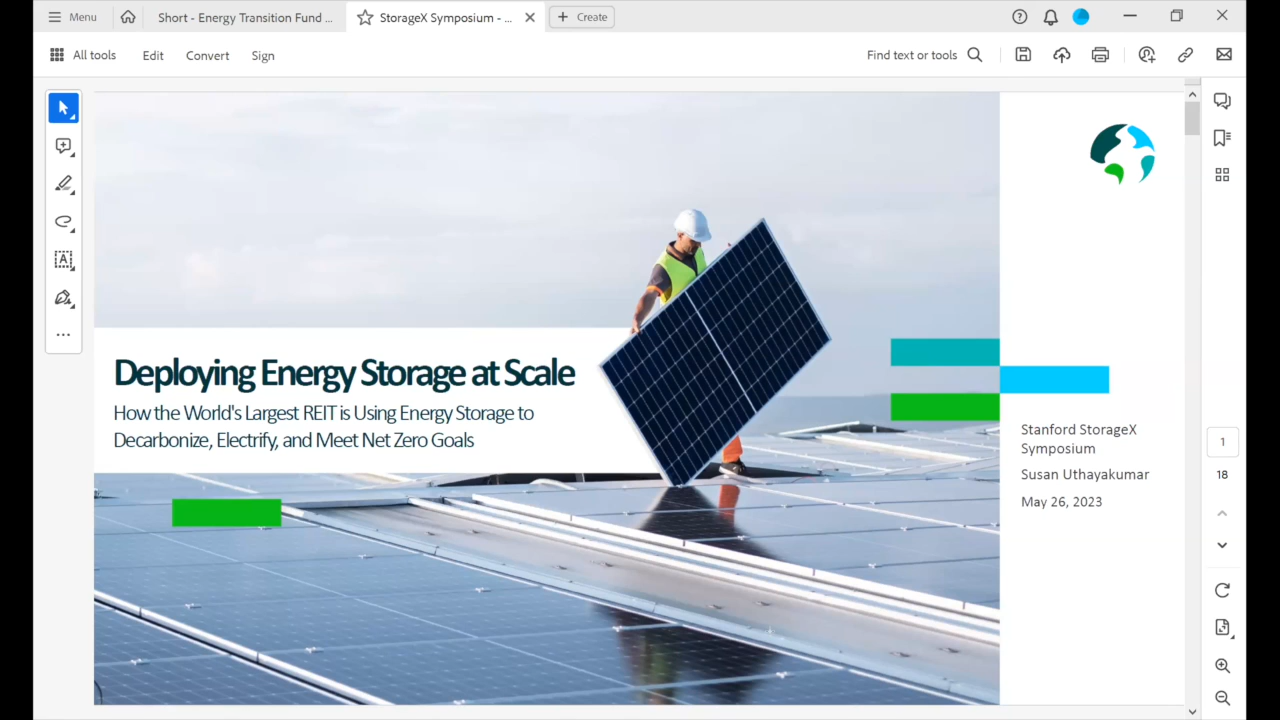 Menu
Short - Energy Transition Fund ...
StorageX Symposium - ...
Create
All tools
Edit
Convert
Sign
Find text or tools
Deploying Energy Storage at Scale
How the World's Largest REIT is Using Energy Storage to
Decarbonize, Electrify, and Meet Net Zero Goals
Stanford StorageX
Symposium
Susan Uthayakumar
May 26, 2023
1
18